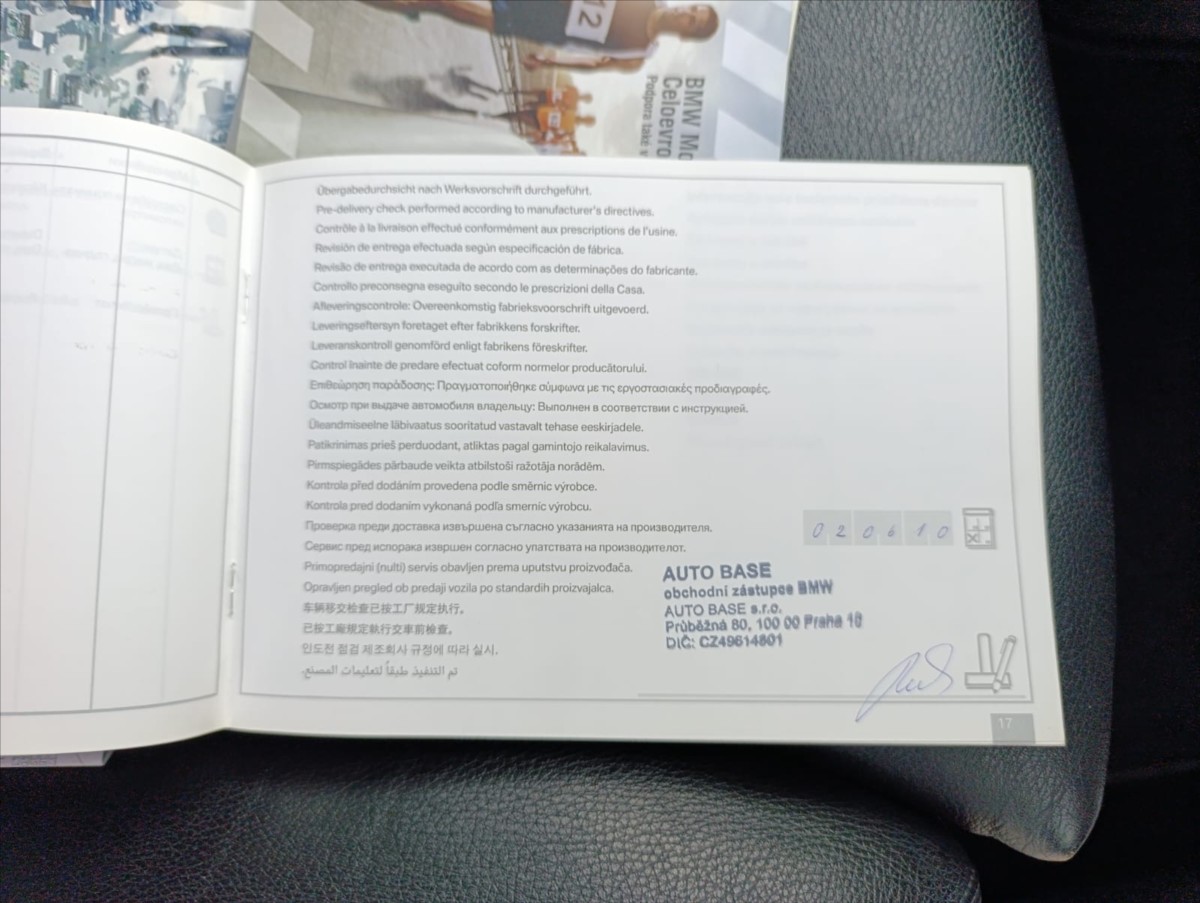 12
BMW
Celoevro
Podpora také v
Übergabedurchsicht nach Werksvorschrift durchgeführt.
Pre-delivery check performed according to manufacturer's directives.
Contrôle à la livraison effectué conformément aux prescriptions de l'usine.
Revisión de entrega efectuada según especificación de fábrica.
Revisão de entrega executada de acordo com as determinações do fabricante.
Controllo preconsegna eseguito secondo le prescrizioni della Casa.
Afleveringscontrole: Overeenkomstig fabrieksvoorschrift uitgevoerd.
Leveringseftersyn foretaget efter fabrikkens forskrifter.
Leveranskontroll genomförd enligt fabrikens föreskrifter.
Control înainte de predare efectuat coform normelor producătorului.
Επιθεώρηση παράδοσης: Πραγματοποιήθηκε σύμφωνα με τις εργοστασιακές προδιαγραφές.
Осмотр при выдаче автомобиля владельцу: Выполнен в соответствии с инструкцией.
Üleandmiseelne läbivaatus sooritatud vastavalt tehase eeskirjadele.
Patikrinimas prieš perduodant, atliktas pagal gamintojo reikalavimus.
Pirmspiegādes pārbaude veikta atbilstoši ražotāja norādēm.
Kontrola před dodáním provedena podle směrnic výrobce.
Kontrola pred dodaním vykonaná podľa smerníc výrobcu.
Проверка преди доставка извършена съгласно указанията на производителя.
Сервис пред испорака извршен согласно упатствата на производителот.
Primopredajni (nulti) servis obavljen prema uputstvu proizvođača.
Opravljen pregled ob predaji vozila po standardih proizvajalca.
车辆移交检查已按工厂规定执行。
已按工廠規定執行交車前檢查。
인도전 점검 제조회사 규정에 따라 실시.
تم التنفيذ طبقاً لتعليمات المصنع.
020610
AUTO BASE
obchodní zástupce BMW
AUTO BASE s.r.o.
Průběžná 80, 100 00 Praha 10
DIČ: CZ49614801
17